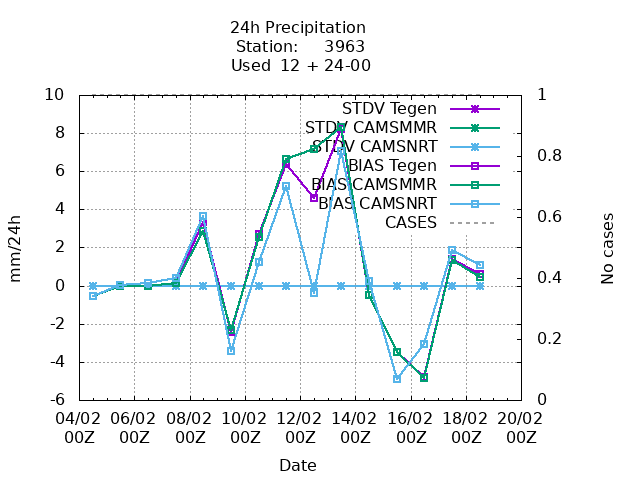 24h Precipitation
Station: 3963
Used 12 + 24-00
10
8
6
4
2
0
-2
-4
-6
1
0.8
0.6
0.4
0.2
0
mm/24h
No cases
STDV Tegen
STDV CAMSMMR
STDV CAMSNRT
BIAS Tegen
BIAS CAMSMMR
BIAS CAMSNRT
CASES
04/02 06/02 08/02 10/02 12/02 14/02 16/02 18/02 20/02
00Z 00Z 00Z 00Z 00Z 00Z 00Z 00Z 00Z
Date